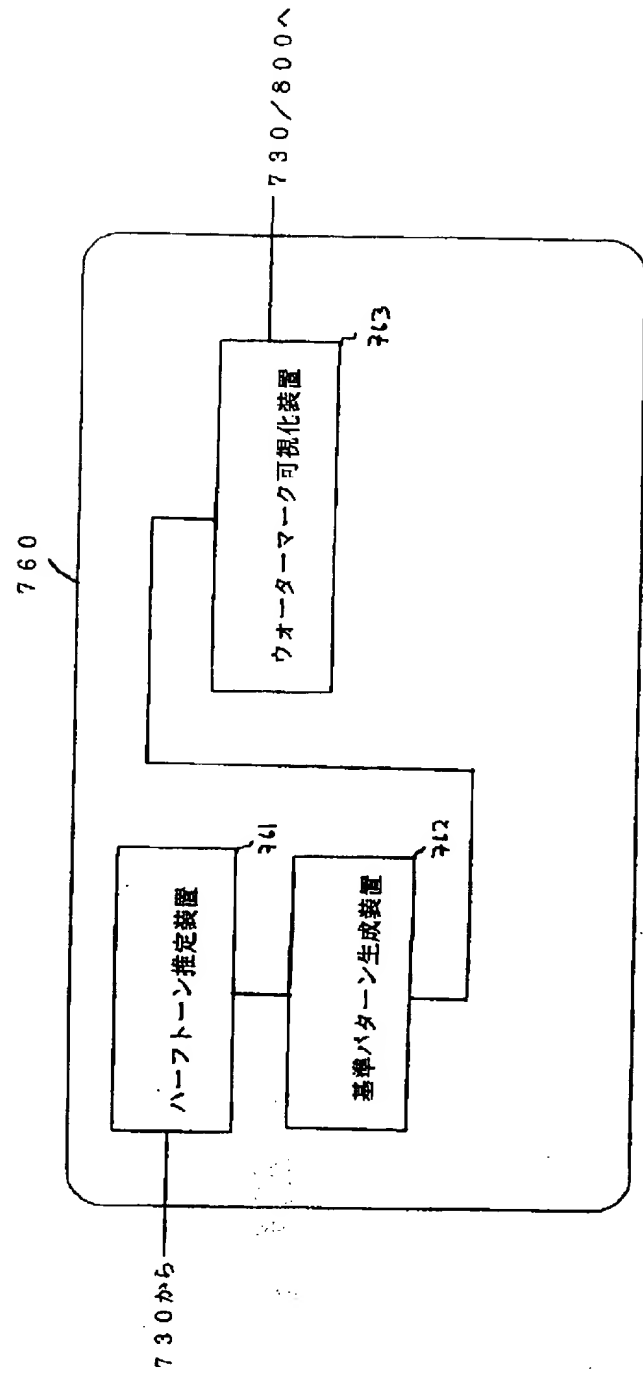 760
730から
ハーフトーン推定装置
761
基準パターン生成装置
762
ウォーターマーク可視化装置
763
730/800へ